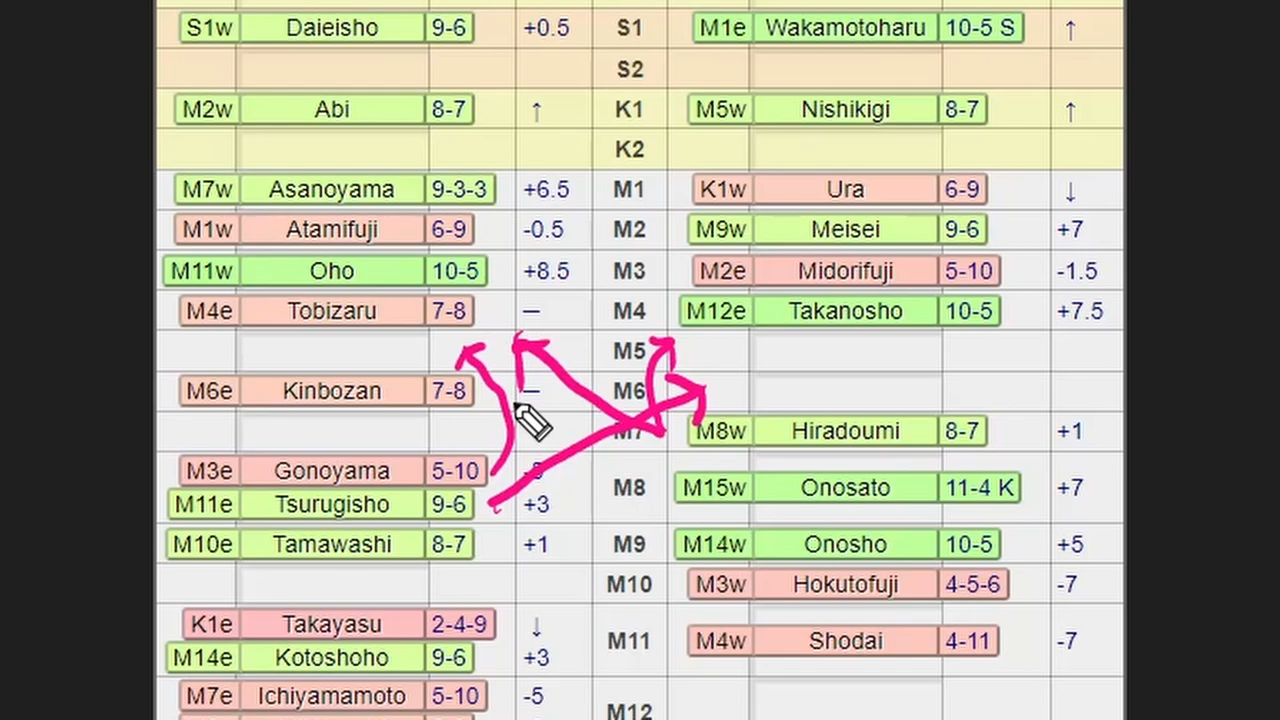 S1w Daieisho 9-6 +0.5 S1 M1e Wakamotoharu 10-5 S ↑
S2
M2w Abi 8-7 ↑ K1 M5w Nishikigi 8-7 ↑
K2
M7w Asanoyama 9-3-3 +6.5 M1 K1w Ura 6-9 ↓
M1w Atamifuji 6-9 -0.5 M2 M9w Meisei 9-6 +7
M11w Oho 10-5 +8.5 M3 M2e Midorifuji 5-10 -1.5
M4e Tobizaru 7-8 — M4 M12e Takanosho 10-5 +7.5
M5
M6e Kinbozan 7-8 — M6
M7 M8w Hiradoumi 8-7 +1
M3e Gonoyama 5-10
M8 M15w Onosato 11-4 K +7
M11e Tsurugisho 9-6 +3
M10e Tamawashi 8-7 +1 M9 M14w Onosho 10-5 +5
M10 M3w Hokutofuji 4-5-6 -7
K1e Takayasu 2-4-9 ↓
M11 M4w Shodai 4-11 -7
M14e Kotoshoho 9-6 +3
M7e Ichiyamamoto 5-10 -5
M12